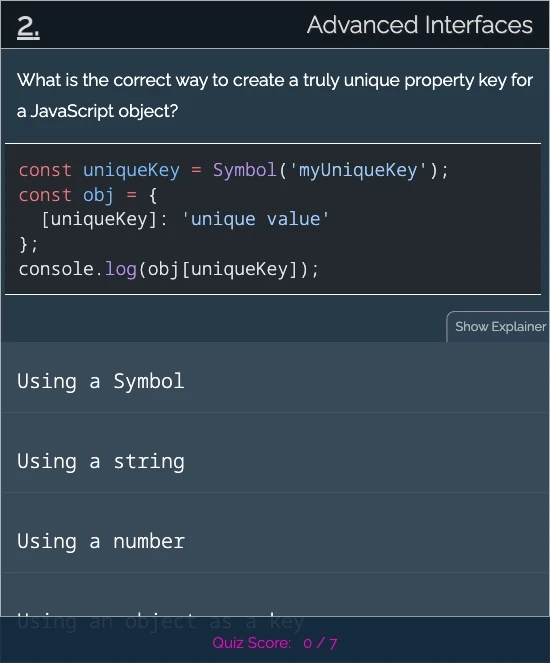 2.
Advanced Interfaces
What is the correct way to create a truly unique property key for
a JavaScript object?
const uniqueKey = Symbol('myUniqueKey');
const obj = {
  [uniqueKey]: 'unique value'
};
console.log(obj[uniqueKey]);
Show Explainer
Using a Symbol
Using a string
Using a number
Using an object as a key
Quiz Score: 0 / 7